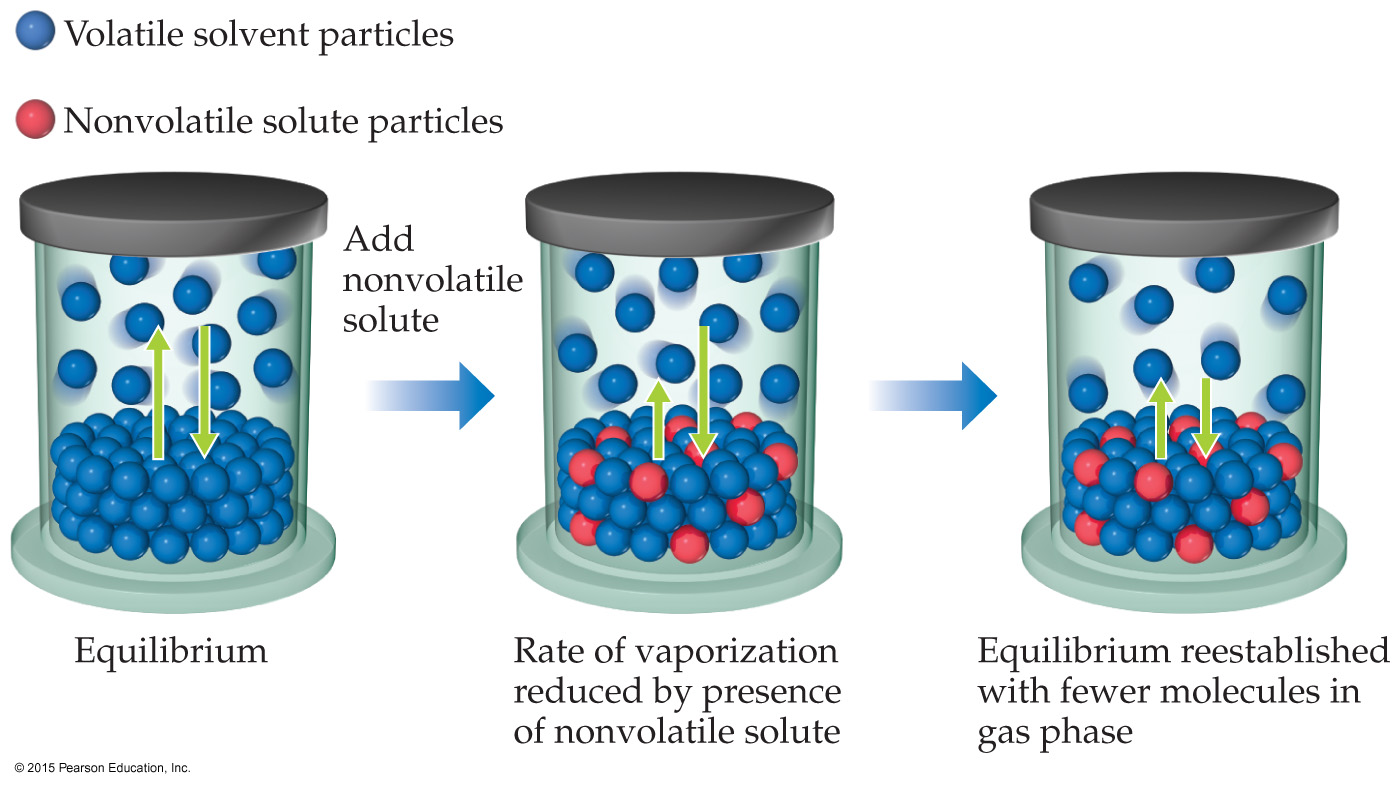 Volatile solvent particles
Nonvolatile solute particles
Add
nonvolatile
solute
Equilibrium
Rate of vaporization
reduced by presence
of nonvolatile solute
Equilibrium reestablished
with fewer molecules in
gas phase
© 2015 Pearson Education, Inc.